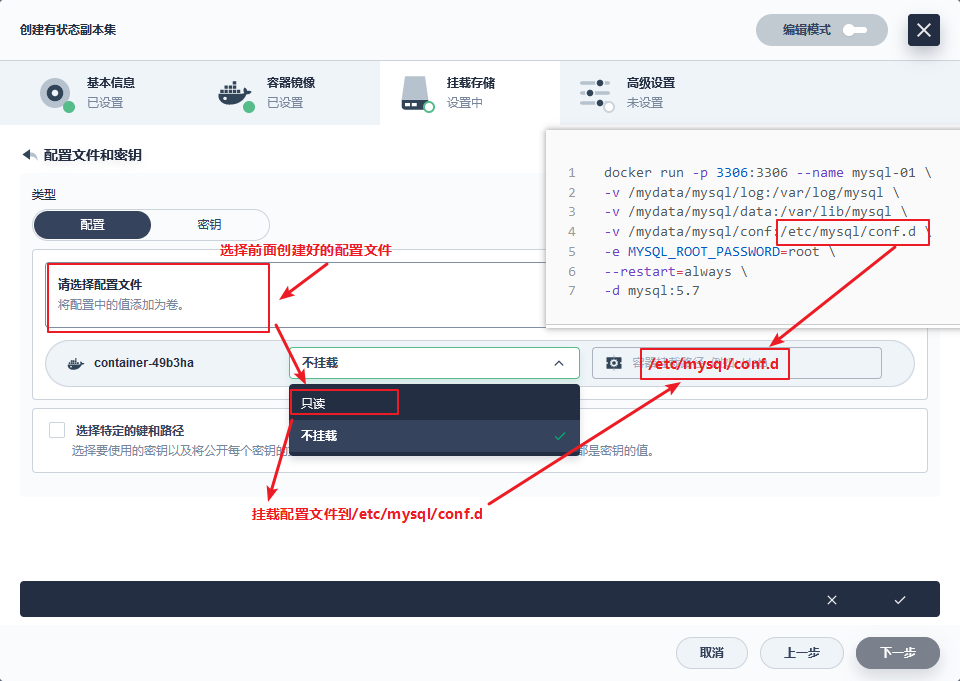 创建有状态副本集
编辑模式
基本信息
已设置
容器镜像
已设置
挂载存储
设置中
高级设置
未设置
配置文件和密钥
类型
配置
密钥
选择前面创建好的配置文件
请选择配置文件
将配置中的值添加为卷。
1 docker run -p 3306:3306 --name mysql-01 \
2 -v /mydata/mysql/log:/var/log/mysql \
3 -v /mydata/mysql/data:/var/lib/mysql \
4 -v /mydata/mysql/conf:/etc/mysql/conf.d \
5 -e MYSQL_ROOT_PASSWORD=root \
6 --restart=always \
7 -d mysql:5.7
container-49b3ha
不挂载
/etc/mysql/conf.d
只读
不挂载
选择特定的键和路径
选择要使用的密钥以及将公开每个密钥的
都是密钥的值。
挂载配置文件到/etc/mysql/conf.d
取消
上一步
下一步